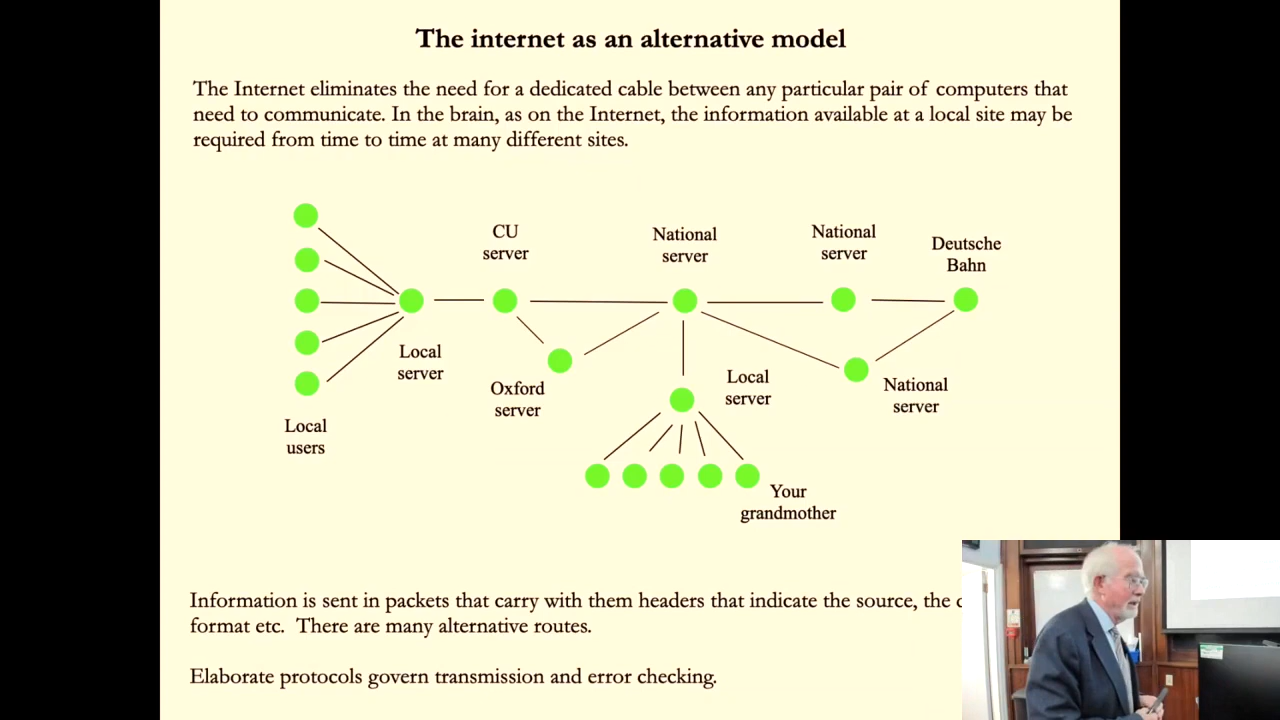 The internet as an alternative model
The Internet eliminates the need for a dedicated cable between any particular pair of computers that
need to communicate. In the brain, as on the Internet, the information available at a local site may be
required from time to time at many different sites.
CU
server
National
server
National
server
Deutsche
Bahn
Local
server
Oxford
server
Local
server
National
server
Local
users
Your
grandmother
Information is sent in packets that carry with them headers that indicate the source, the
format etc. There are many alternative routes.
Elaborate protocols govern transmission and error checking.